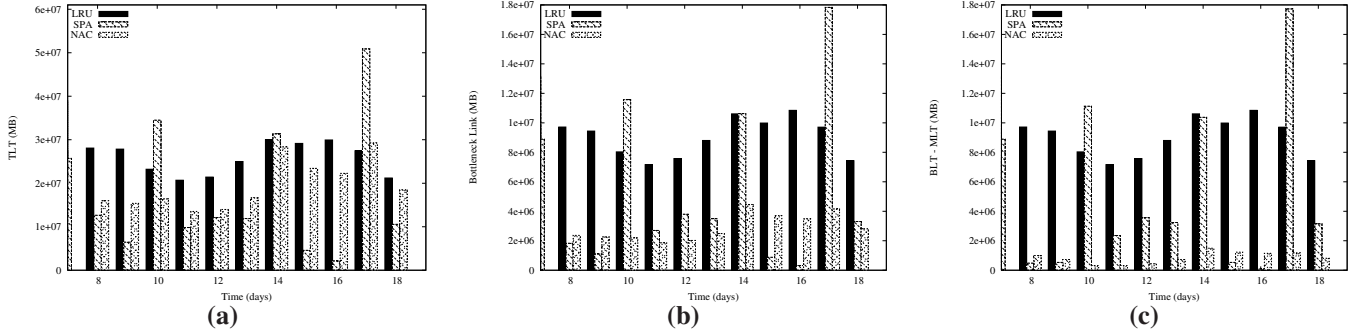 TLT (MB)
6e+07
5e+07
4e+07
3e+07
2e+07
1e+07
0
LRU
SPA
NAC
8 10 12 14 16 18
Time (days)
(a)
Bottleneck Link (MB)
1.8e+07
1.6e+07
1.4e+07
1.2e+07
1e+07
8e+06
6e+06
4e+06
2e+06
0
LRU
SPA
NAC
8 10 12 14 16 18
Time (days)
(b)
BLT - MLT (MB)
1.8e+07
1.6e+07
1.4e+07
1.2e+07
1e+07
8e+06
6e+06
4e+06
2e+06
0
LRU
SPA
NAC
8 10 12 14 16 18
Time (days)
(c)